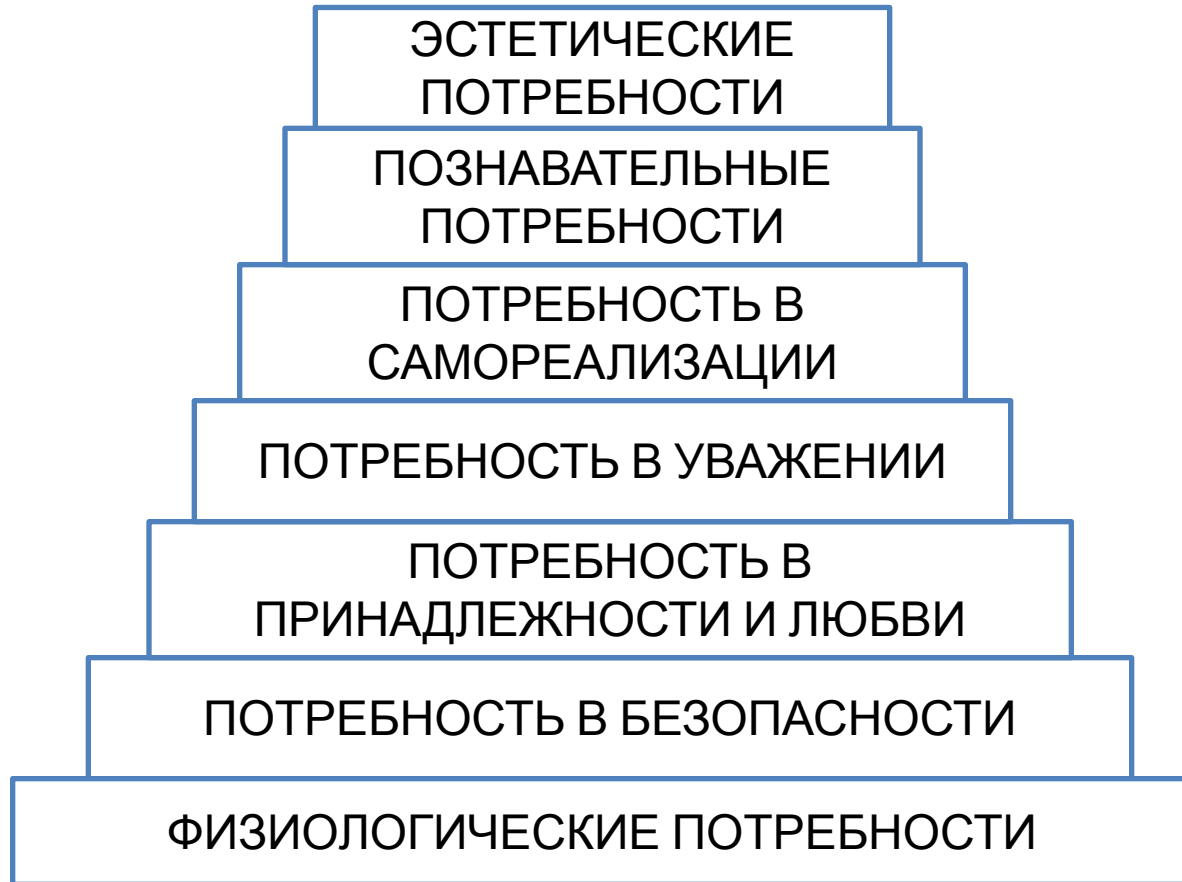 ЭСТЕТИЧЕСКИЕ
ПОТРЕБНОСТИ
ПОЗНАВАТЕЛЬНЫЕ
ПОТРЕБНОСТИ
ПОТРЕБНОСТЬ В
САМОРЕАЛИЗАЦИИ
ПОТРЕБНОСТЬ В УВАЖЕНИИ
ПОТРЕБНОСТЬ В
ПРИНАДЛЕЖНОСТИ И ЛЮБВИ
ПОТРЕБНОСТЬ В БЕЗОПАСНОСТИ
ФИЗИОЛОГИЧЕСКИЕ ПОТРЕБНОСТИ